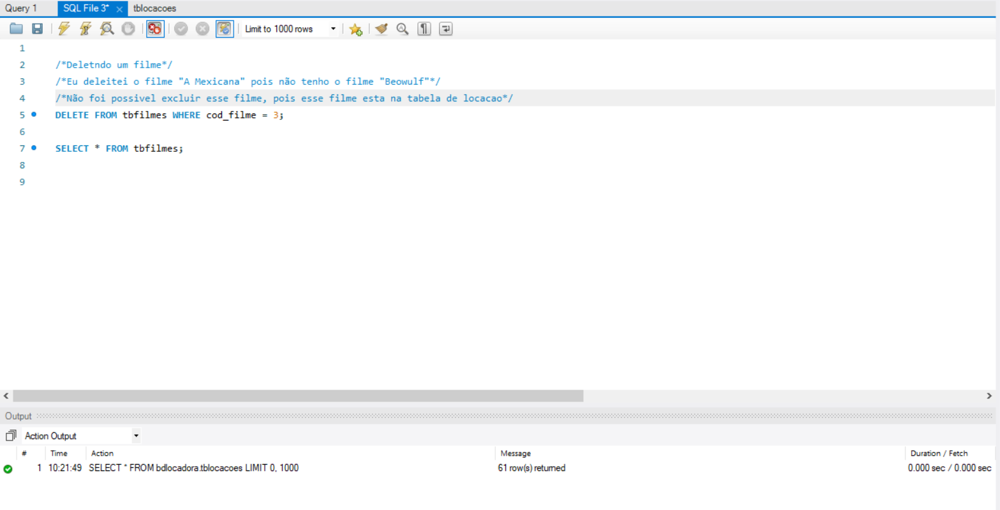 Query 1 SQL File 3* tblocacoes
Limit to 1000 rows
1
2 /*Deletndo um filme*/
3 /*Eu deleitei o filme "A Mexicana" pois não tenho o filme "Beowulf"*/
4 /*Não foi possivel excluir esse filme, pois esse filme esta na tabela de locacao*/
5 DELETE FROM tbfilmes WHERE cod_filme = 3;
6
7 SELECT * FROM tbfilmes;
8
9
Output
Action Output
# Time Action Message Duration / Fetch
1 10:21:49 SELECT * FROM bdlocadora.tblocacoes LIMIT 0, 1000 61 row(s) returned 0.000 sec / 0.000 sec